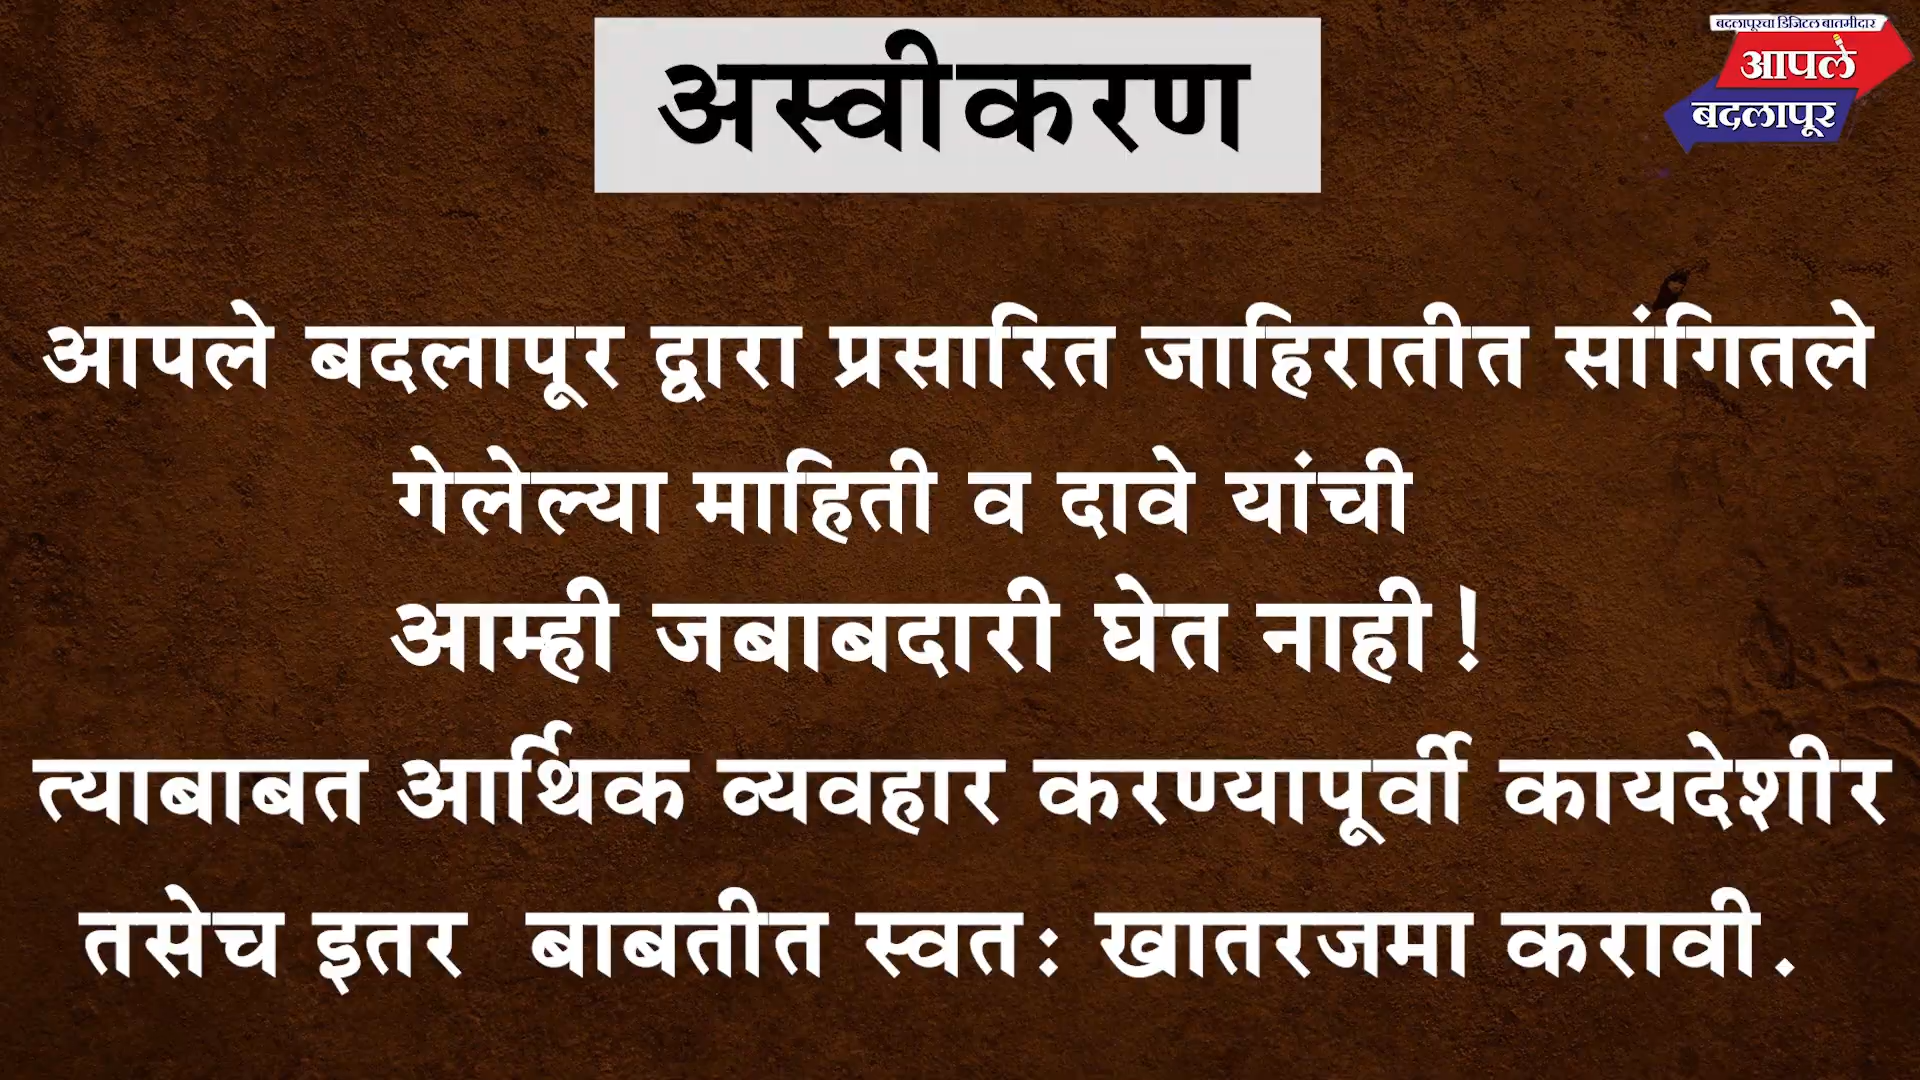 बदलापूरचा डिजिटल बातमीदार
आपले
बदलापूर
अस्वीकरण
आपले बदलापूर द्वारा प्रसारित जाहिरातीत सांगितले
गेलेल्या माहिती व दावे यांची
आम्ही जबाबदारी घेत नाही!
त्याबाबत आर्थिक व्यवहार करण्यापूर्वी कायदेशीर
तसेच इतर बाबतीत स्वतः खातरजमा करावी.